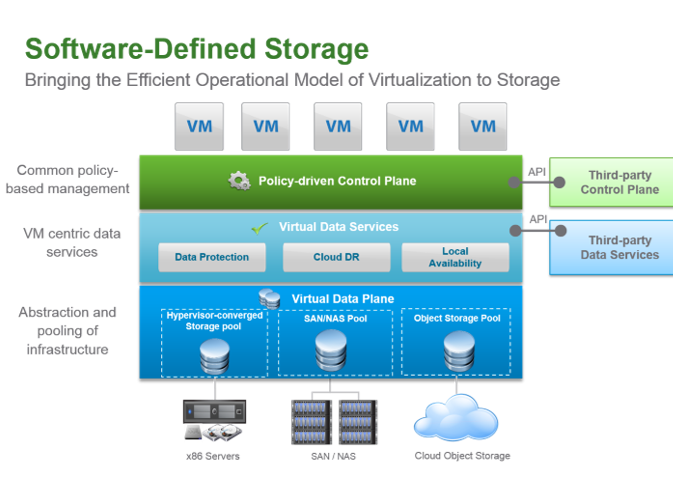 Software-Defined Storage
Bringing the Efficient Operational Model of Virtualization to Storage
VM
VM
VM
VM
VM
Common policy-
based management
Policy-driven Control Plane
API
Third-party
Control Plane
VM centric data
services
Virtual Data Services
Data Protection
Cloud DR
Local
Availability
API
Third-party
Data Services
Abstraction and
pooling of
infrastructure
Virtual Data Plane
Hypervisor-converged
Storage pool
SAN/NAS Pool
Object Storage Pool
x86 Servers
SAN / NAS
Cloud Object Storage